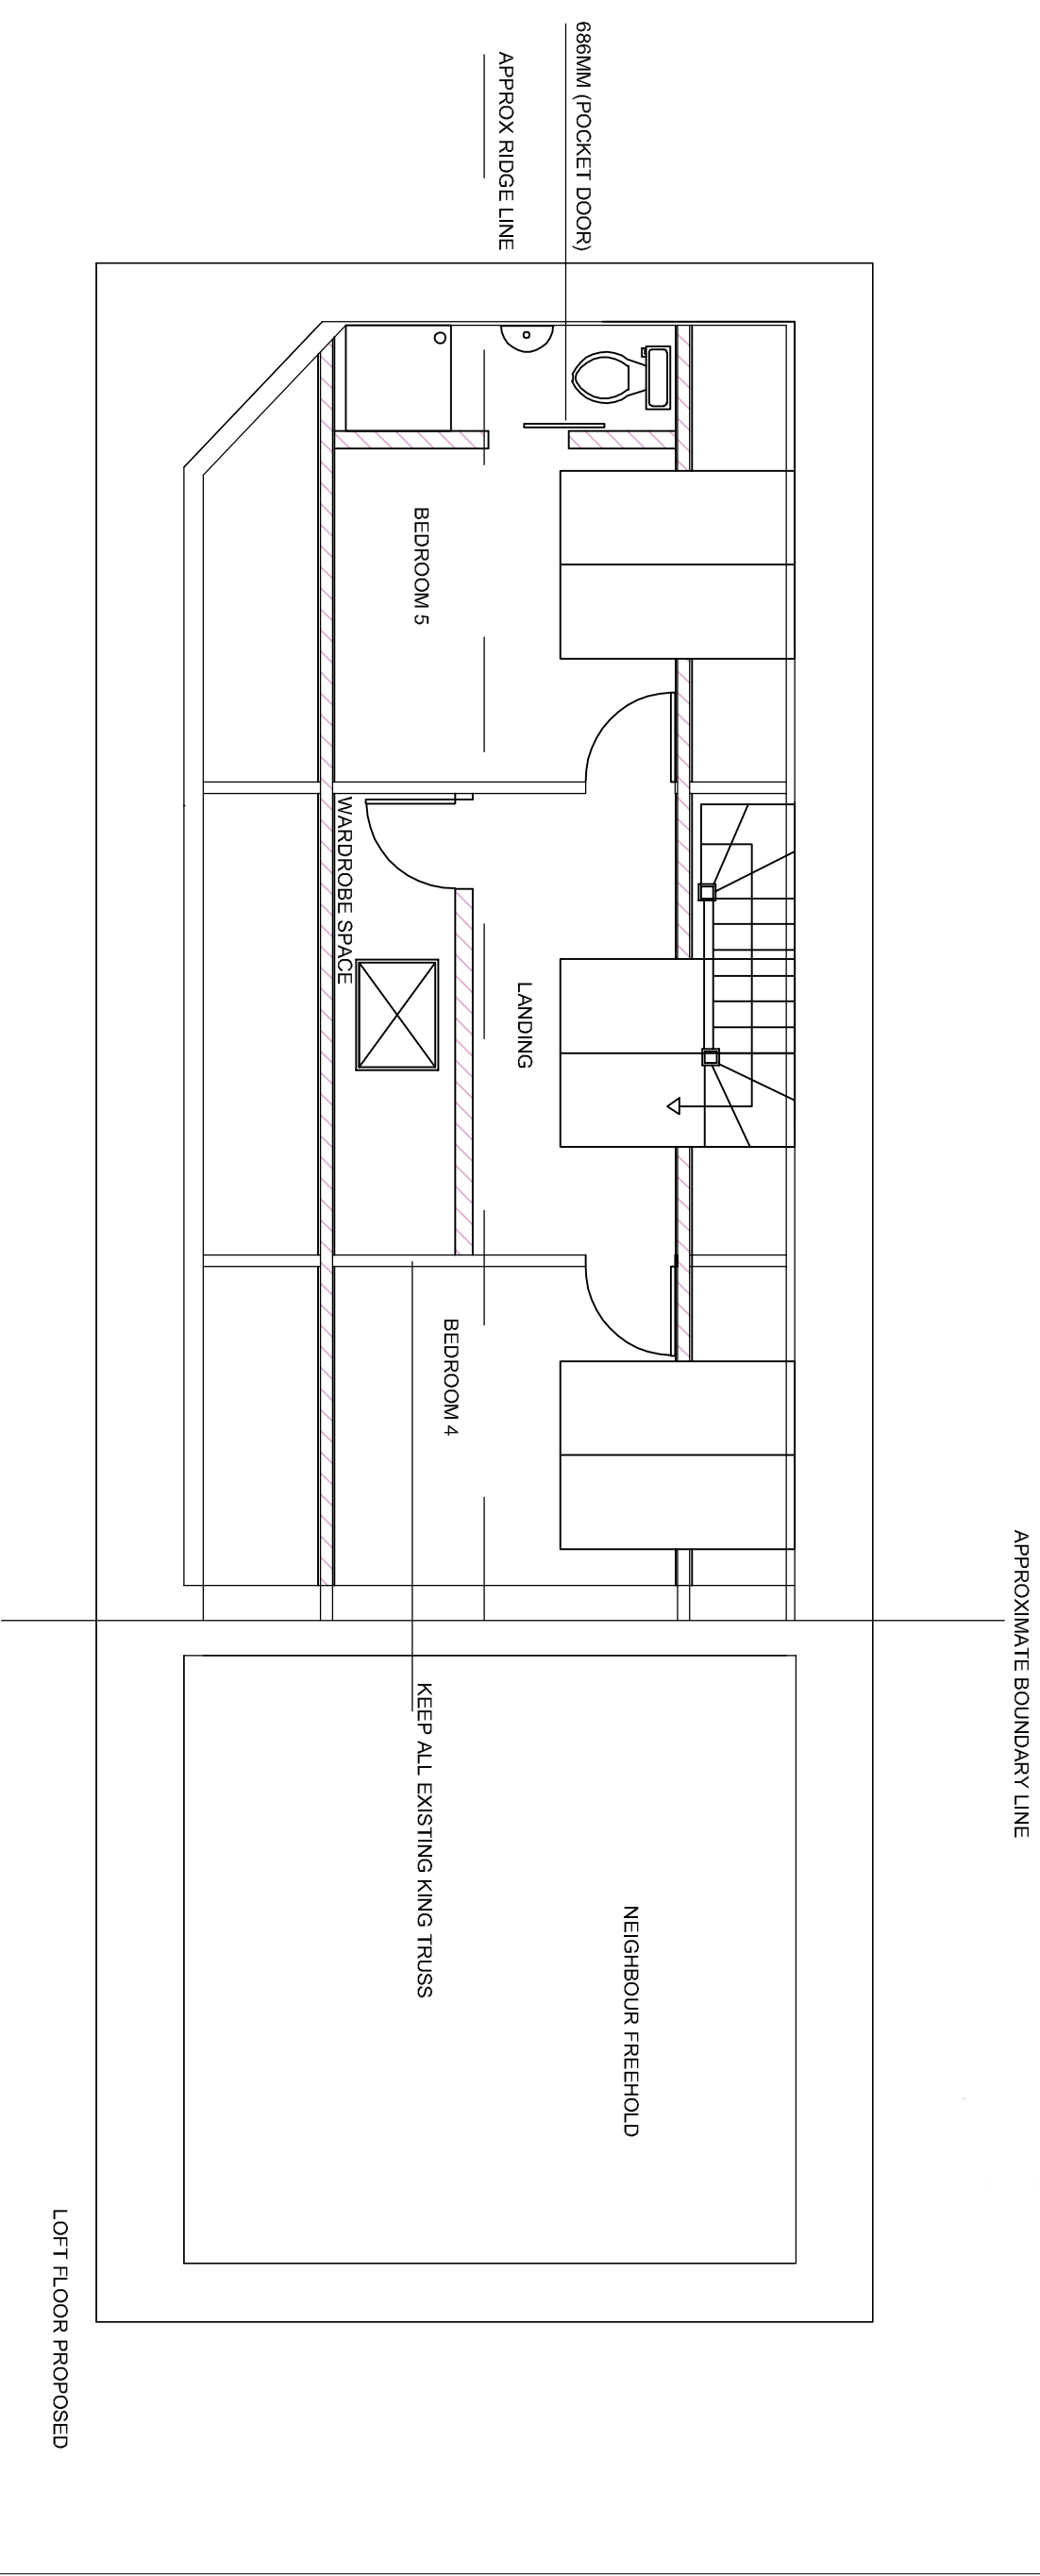 APPROXIMATE BOUNDARY LINE
686MM (POCKET DOOR)
APPROX RIDGE LINE
LANDING
BEDROOM 5
BEDROOM 4
WARDROBE SPACE
NEIGHBOUR FREEHOLD
KEEP ALL EXISTING KING TRUSS
LOFT FLOOR PROPOSED